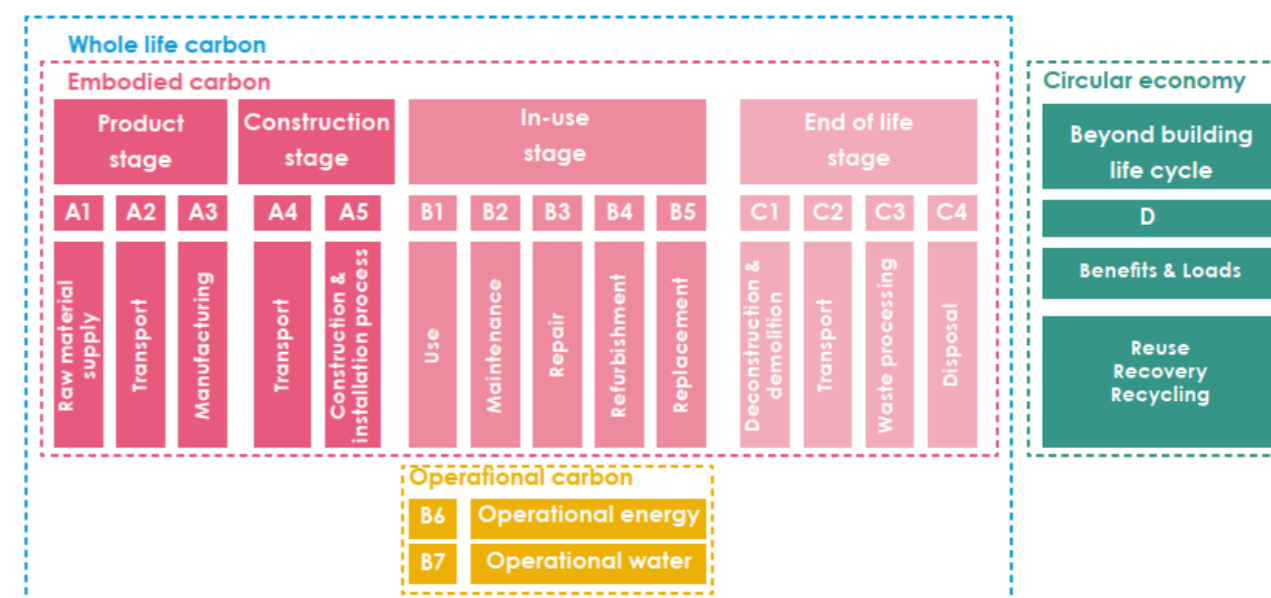 Whole life carbon
Embodied carbon
Circular economy
Product
stage
Construction
stage
In-use
stage
End of life
stage
Beyond building
life cycle
A1 A2 A3 A4 A5 B1 B2 B3 B4 B5 C1 C2 C3 C4
D
Raw material
supply
Transport
Manufacturing
Transport
Construction &
installation process
Use
Maintenance
Repair
Refurbishment
Replacement
Deconstruction &
demolition
Transport
Waste processing
Disposal
Benefits & Loads
Reuse
Recovery
Recycling
Operational carbon
B6 Operational energy
B7 Operational water